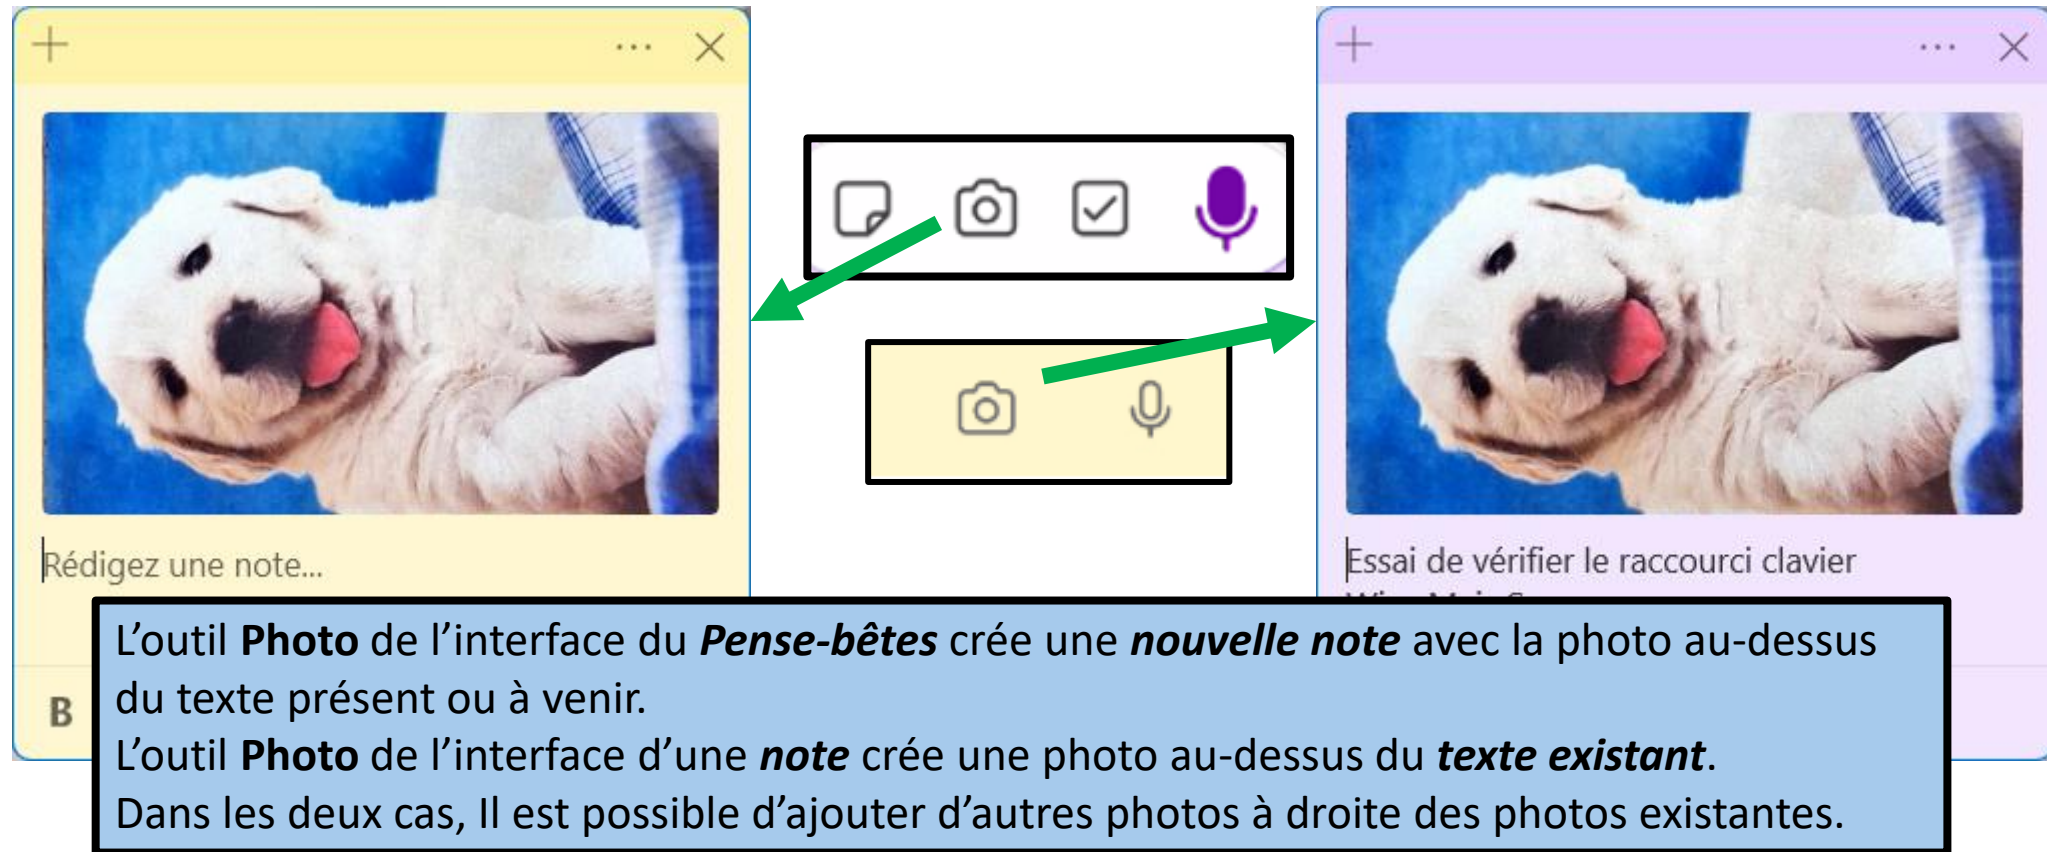 Rédigez une note...
Essai de vérifier le raccourci clavier
B
L’outil Photo de l’interface du Pense-bêtes crée une nouvelle note avec la photo au-dessus
du texte présent ou à venir.
L’outil Photo de l’interface d’une note crée une photo au-dessus du texte existant.
Dans les deux cas, Il est possible d’ajouter d’autres photos à droite des photos existantes.